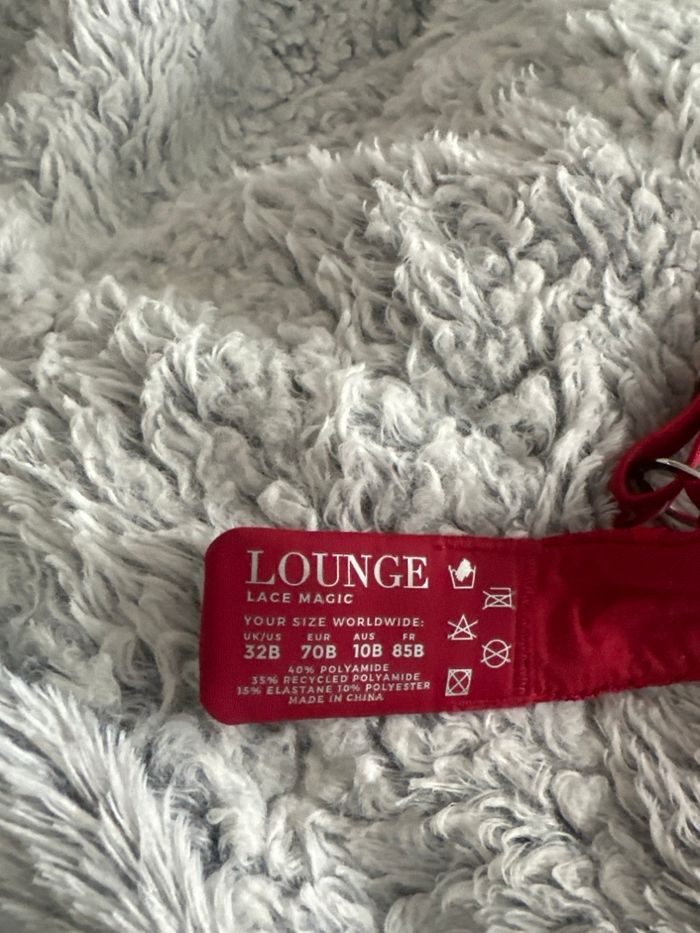 LOUNGE
LACE MAGIC
YOUR SIZE WORLDWIDE:
UK/US EUR AUS FR
32B 70B 10B 85B
40% POLYAMIDE
35% RECYCLED POLYAMIDE
15% ELASTANE 10% POLYESTER
MADE IN CHINA